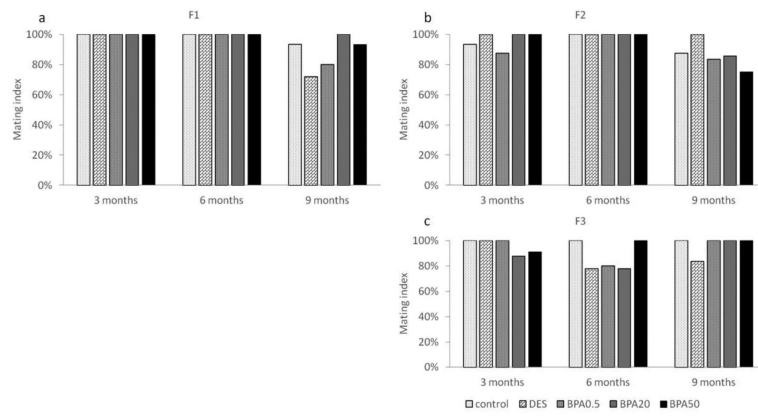 a
F1
100%
80%
60%
40%
20%
0%
Mating index
3 months 6 months 9 months
b
F2
100%
80%
60%
40%
20%
0%
Mating index
3 months 6 months 9 months
c
F3
100%
80%
60%
40%
20%
0%
Mating index
3 months 6 months 9 months
control DES BPA0.5 BPA20 BPA50